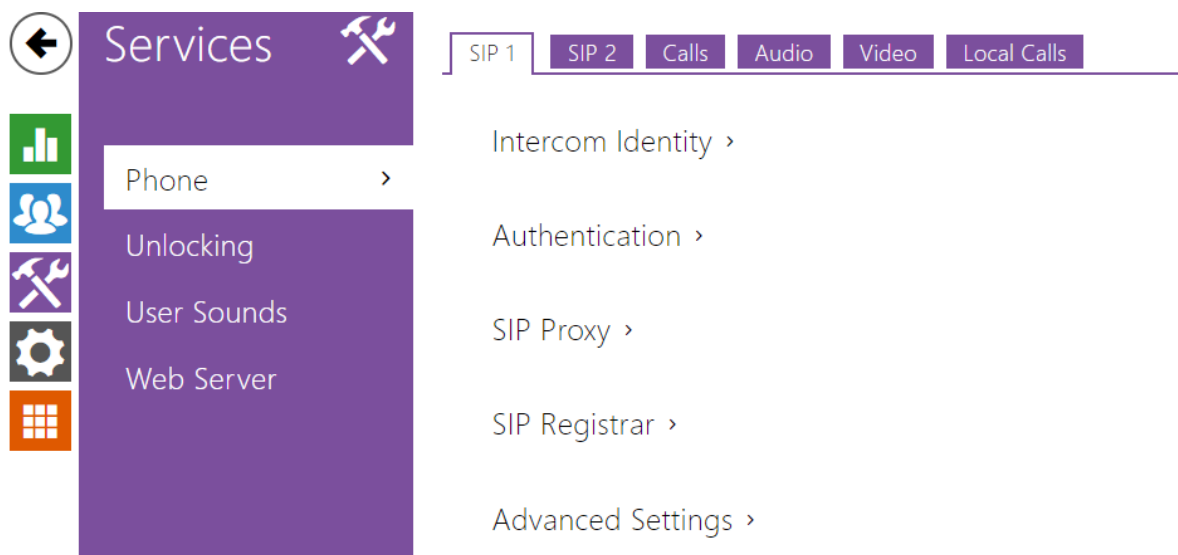 Services
Phone
Unlocking
User Sounds
Web Server
SIP 1 SIP 2 Calls Audio Video Local Calls
Intercom Identity ›
Authentication ›
SIP Proxy ›
SIP Registrar ›
Advanced Settings ›